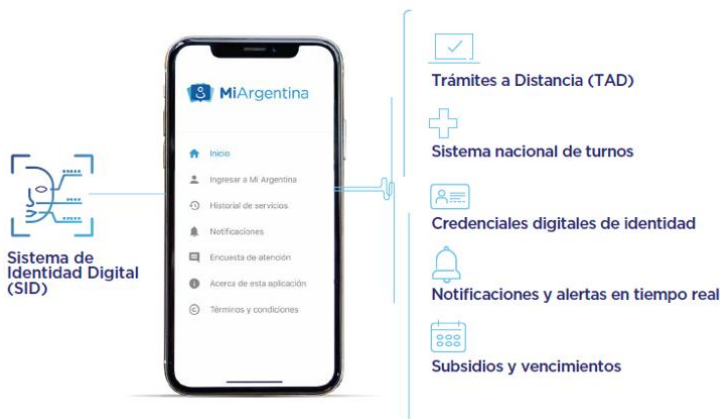 Sistema de
Identidad Digital
(SID)
MiArgentina
Inicio
Ingresar a Mi Argentina
Historial de servicios
Notificaciones
Encuesta de atención
Acerca de esta aplicación
Términos y condiciones
Trámites a Distancia (TAD)
Sistema nacional de turnos
Credenciales digitales de identidad
Notificaciones y alertas en tiempo real
Subsidios y vencimientos